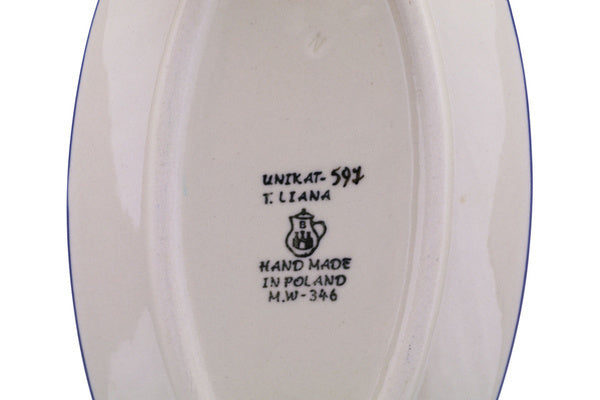 N
UNIKAT-597
T. LIANA
B
HAND MADE
IN POLAND
M.W-346